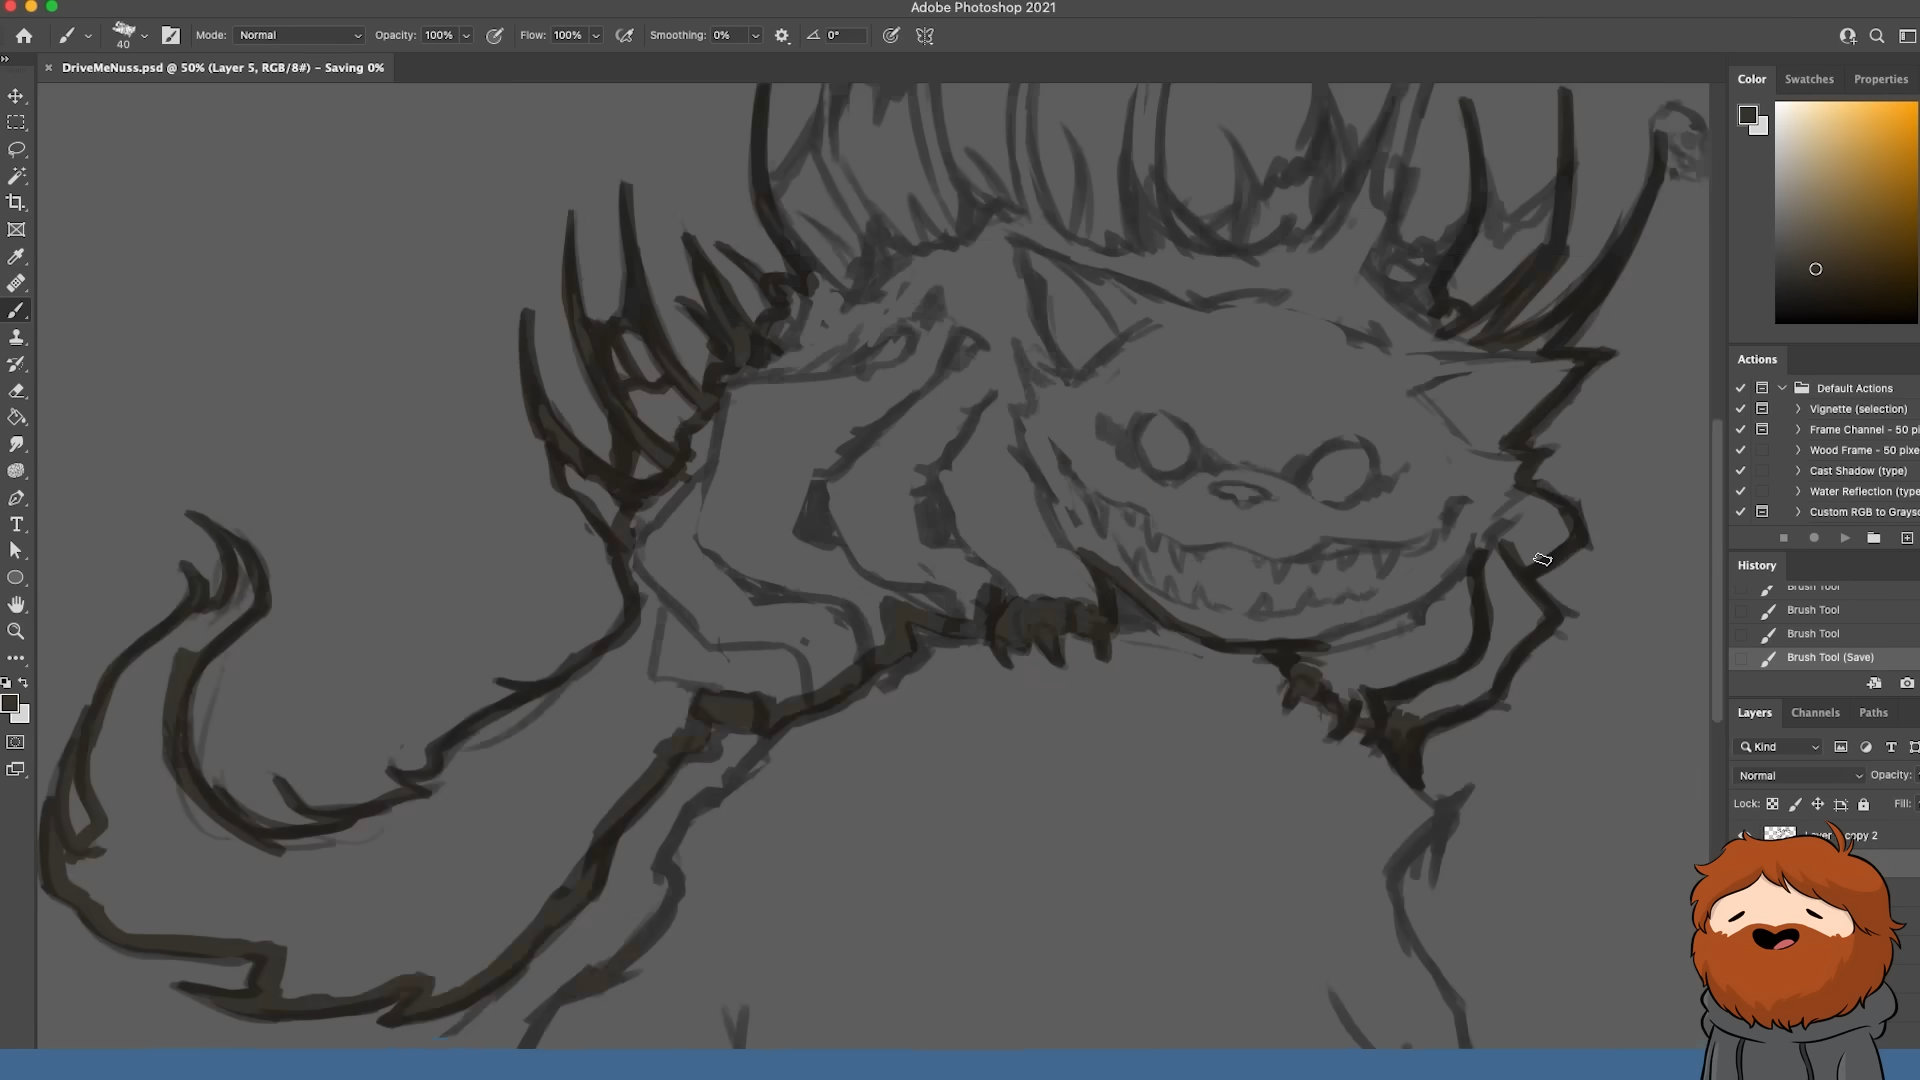 Adobe Photoshop 2021
40
Mode: Normal
Opacity: 100%
Flow: 100%
Smoothing: 0%
0°
× DriveMeNuss.psd @ 50% (Layer 5, RGB/8#) – Saving 0%
Color Swatches Properties
Actions
Default Actions
Vignette (selection)
Frame Channel - 50 pi
Wood Frame - 50 pixe
Cast Shadow (type)
Water Reflection (type
Custom RGB to Graysc
History
Brush Tool
Brush Tool
Brush Tool
Brush Tool (Save)
Layers Channels Paths
Kind
Normal Opacity:
Lock: Fill:
copy 2